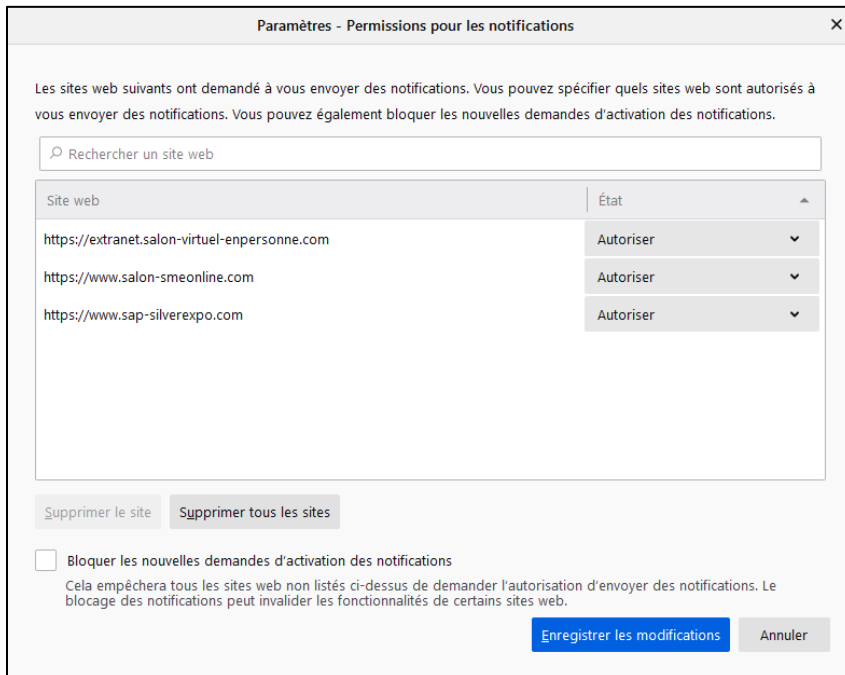 Paramètres - Permissions pour les notifications
Les sites web suivants ont demandé à vous envoyer des notifications. Vous pouvez spécifier quels sites web sont autorisés à
vous envoyer des notifications. Vous pouvez également bloquer les nouvelles demandes d'activation des notifications.
Rechercher un site web
Site web État
https://extranet.salon-virtuel-enpersonne.com Autoriser
https://www.salon-smeonline.com Autoriser
https://www.sap-silverexpo.com Autoriser
Supprimer le site Supprimer tous les sites
Bloquer les nouvelles demandes d'activation des notifications
Cela empêchera tous les sites web non listés ci-dessus de demander l'autorisation d'envoyer des notifications. Le
blocage des notifications peut invalider les fonctionnalités de certains sites web.
Enregistrer les modifications Annuler